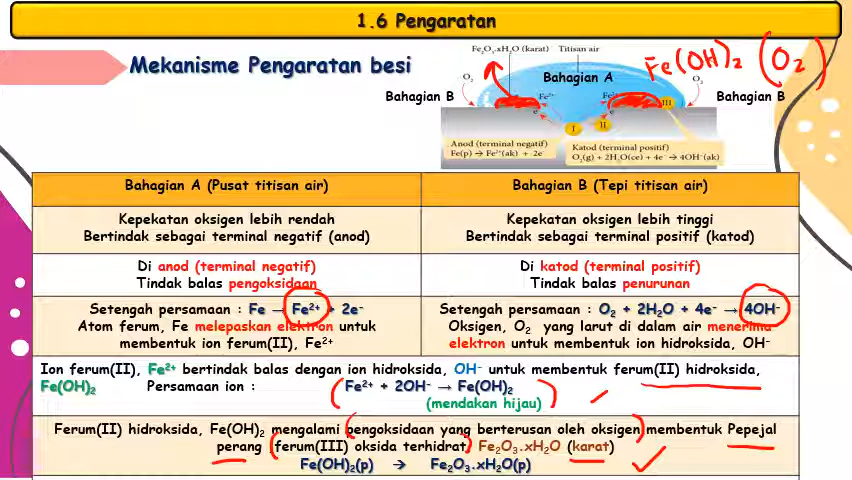 1.6 Pengaratan
Mekanisme Pengaratan besi
Fe₂O₃.xH₂O (karat) Titisan air
Fe(OH)₂ (O₂)
O₂ Bahagian A O₂
Bahagian B Bahagian B
Fe²⁺ Fe²⁺ III
e⁻ e⁻
I II
Anod (terminal negatif)
Fe(p) → Fe²⁺(ak) + 2e⁻
Katod (terminal positif)
O₂(g) + 2H₂O(ce) + 4e⁻ → 4OH⁻(ak)
Bahagian A (Pusat titisan air)
Bahagian B (Tepi titisan air)
Kepekatan oksigen lebih rendah
Bertindak sebagai terminal negatif (anod)
Kepekatan oksigen lebih tinggi
Bertindak sebagai terminal positif (katod)
Di anod (terminal negatif)
Tindak balas pengoksidaan
Di katod (terminal positif)
Tindak balas penurunan
Setengah persamaan : Fe → Fe²⁺ + 2e⁻
Atom ferum, Fe melepaskan elektron untuk
membentuk ion ferum(II), Fe²⁺
Setengah persamaan : O₂ + 2H₂O + 4e⁻ → 4OH⁻
Oksigen, O₂ yang larut di dalam air menerima
elektron untuk membentuk ion hidroksida, OH⁻
Ion ferum(II), Fe²⁺ bertindak balas dengan ion hidroksida, OH⁻ untuk membentuk ferum(II) hidroksida,
Fe(OH)₂ Persamaan ion : Fe²⁺ + 2OH⁻ → Fe(OH)₂
(mendakan hijau)
Ferum(II) hidroksida, Fe(OH)₂ mengalami pengoksidaan yang berterusan oleh oksigen membentuk Pepejal
perang (ferum(III) oksida terhidrat, Fe₂O₃.xH₂O (karat)
Fe(OH)₂(p) → Fe₂O₃.xH₂O(p)